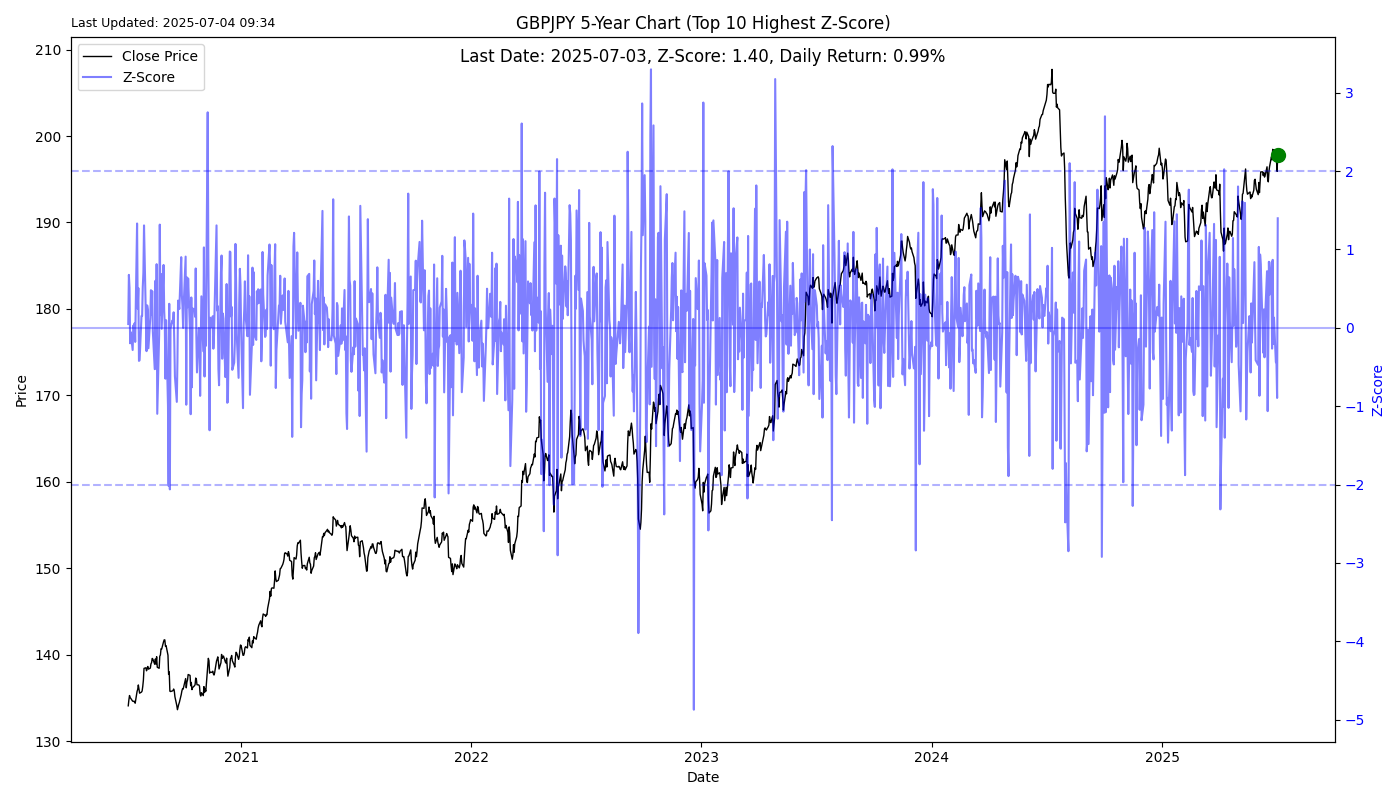 Last Updated: 2025-07-04 09:34
GBPJPY 5-Year Chart (Top 10 Highest Z-Score)
Last Date: 2025-07-03, Z-Score: 1.40, Daily Return: 0.99%
Close Price
Z-Score
210
200
190
180
170
160
150
140
130
Price
3
2
1
0
−1
−2
−3
−4
−5
Z-Score
2021
2022
2023
2024
2025
Date